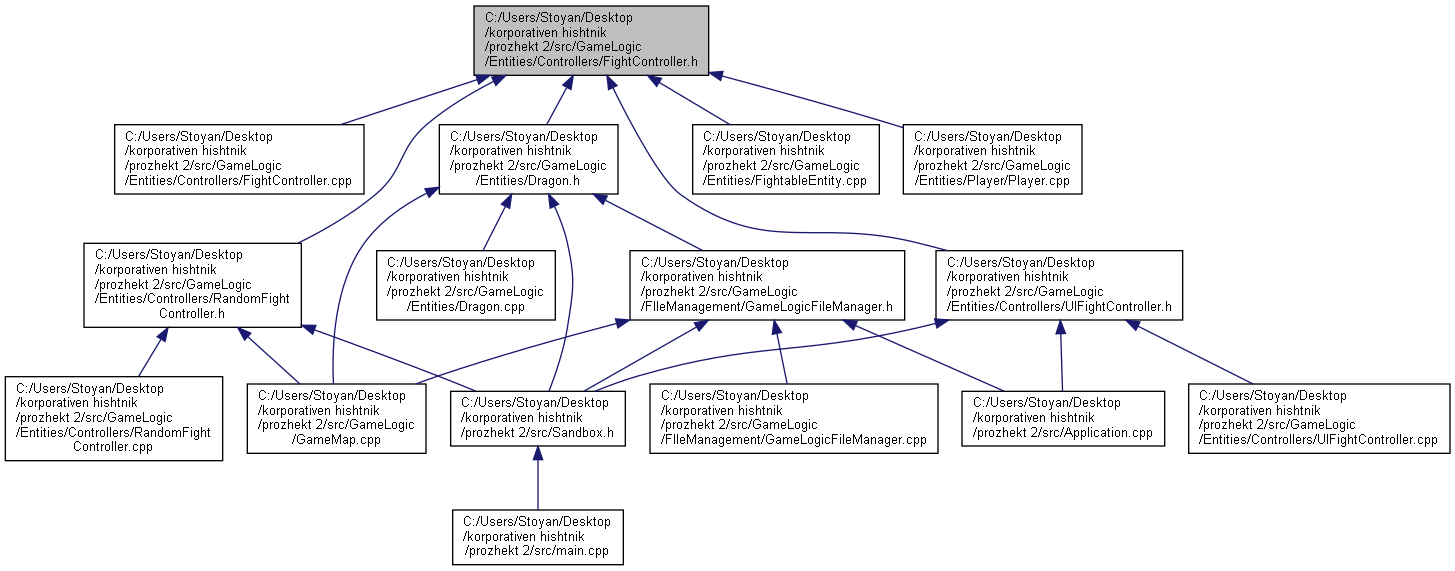 C:/Users/Stoyan/Desktop
/korporativen hishtnik
/prozhekt 2/src/GameLogic
/Entities/Controllers/FightController.h
C:/Users/Stoyan/Desktop
/korporativen hishtnik
/prozhekt 2/src/GameLogic
/Entities/Controllers/FightController.cpp
C:/Users/Stoyan/Desktop
/korporativen hishtnik
/prozhekt 2/src/GameLogic
/Entities/Dragon.h
C:/Users/Stoyan/Desktop
/korporativen hishtnik
/prozhekt 2/src/GameLogic
/Entities/FightableEntity.cpp
C:/Users/Stoyan/Desktop
/korporativen hishtnik
/prozhekt 2/src/GameLogic
/Entities/Player/Player.cpp
C:/Users/Stoyan/Desktop
/korporativen hishtnik
/prozhekt 2/src/GameLogic
/Entities/Controllers/RandomFight
Controller.h
C:/Users/Stoyan/Desktop
/korporativen hishtnik
/prozhekt 2/src/GameLogic
/Entities/Dragon.cpp
C:/Users/Stoyan/Desktop
/korporativen hishtnik
/prozhekt 2/src/GameLogic
/FIleManagement/GameLogicFileManager.h
C:/Users/Stoyan/Desktop
/korporativen hishtnik
/prozhekt 2/src/GameLogic
/Entities/Controllers/UIFightController.h
C:/Users/Stoyan/Desktop
/korporativen hishtnik
/prozhekt 2/src/GameLogic
/Entities/Controllers/RandomFight
Controller.cpp
C:/Users/Stoyan/Desktop
/korporativen hishtnik
/prozhekt 2/src/GameLogic
/GameMap.cpp
C:/Users/Stoyan/Desktop
/korporativen hishtnik
/prozhekt 2/src/Sandbox.h
C:/Users/Stoyan/Desktop
/korporativen hishtnik
/prozhekt 2/src/GameLogic
/FIleManagement/GameLogicFileManager.cpp
C:/Users/Stoyan/Desktop
/korporativen hishtnik
/prozhekt 2/src/Application.cpp
C:/Users/Stoyan/Desktop
/korporativen hishtnik
/prozhekt 2/src/GameLogic
/Entities/Controllers/UIFightController.cpp
C:/Users/Stoyan/Desktop
/korporativen hishtnik
/prozhekt 2/src/main.cpp